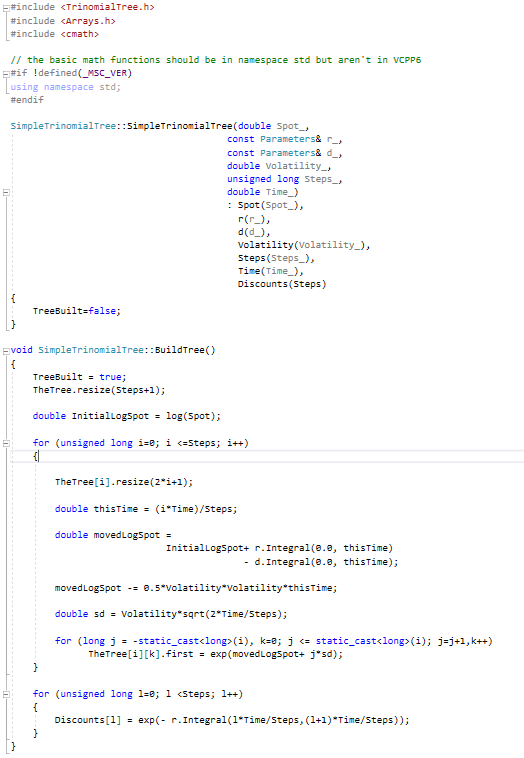 #include <TrinomialTree.h>
#include <Arrays.h>
#include <cmath>
// the basic math functions should be in namespace std but aren't in VCPP6
#if !defined(_MSC_VER)
using namespace std;
#endif
SimpleTrinomialTree::SimpleTrinomialTree(double Spot_,
const Parameters& r_,
const Parameters& d_,
double Volatility_,
unsigned long Steps_,
double Time_)
: Spot(Spot_),
r(r_),
d(d_),
Volatility(Volatility_),
Steps(Steps_),
Time(Time_),
Discounts(Steps)
{
TreeBuilt=false;
}
void SimpleTrinomialTree::BuildTree()
{
TreeBuilt = true;
TheTree.resize(Steps+1);
double InitialLogSpot = log(Spot);
for (unsigned long i=0; i <=Steps; i++)
{
TheTree[i].resize(2*i+1);
double thisTime = (i*Time)/Steps;
double movedLogSpot =
InitialLogSpot+ r.Integral(0.0, thisTime)
- d.Integral(0.0, thisTime);
movedLogSpot -= 0.5*Volatility*Volatility*thisTime;
double sd = Volatility*sqrt(2*Time/Steps);
for (long j = -static_cast<long>(i), k=0; j <= static_cast<long>(i); j=j+1,k++)
TheTree[i][k].first = exp(movedLogSpot+ j*sd);
}
for (unsigned long l=0; l <Steps; l++)
{
Discounts[l] = exp(- r.Integral(l*Time/Steps,(l+1)*Time/Steps));
}
}